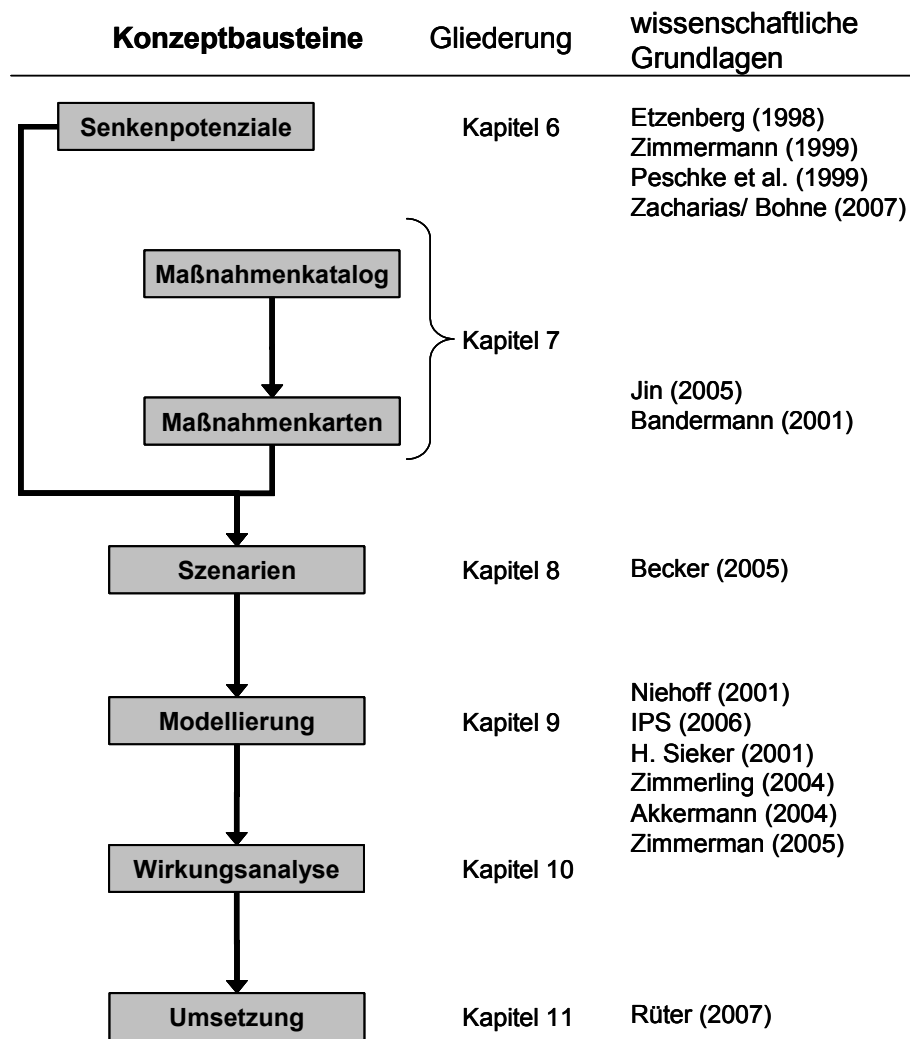 Konzeptbausteine
Gliederung
wissenschaftliche
Grundlagen
Senkenpotenziale
Kapitel 6
Etzenberg (1998)
Zimmermann (1999)
Peschke et al. (1999)
Zacharias/ Bohne (2007)
Maßnahmenkatalog
Kapitel 7
Maßnahmenkarten
Jin (2005)
Bandermann (2001)
Szenarien
Kapitel 8
Becker (2005)
Modellierung
Kapitel 9
Niehoff (2001)
IPS (2006)
H. Sieker (2001)
Zimmerling (2004)
Akkermann (2004)
Zimmerman (2005)
Wirkungsanalyse
Kapitel 10
Umsetzung
Kapitel 11
Rüter (2007)